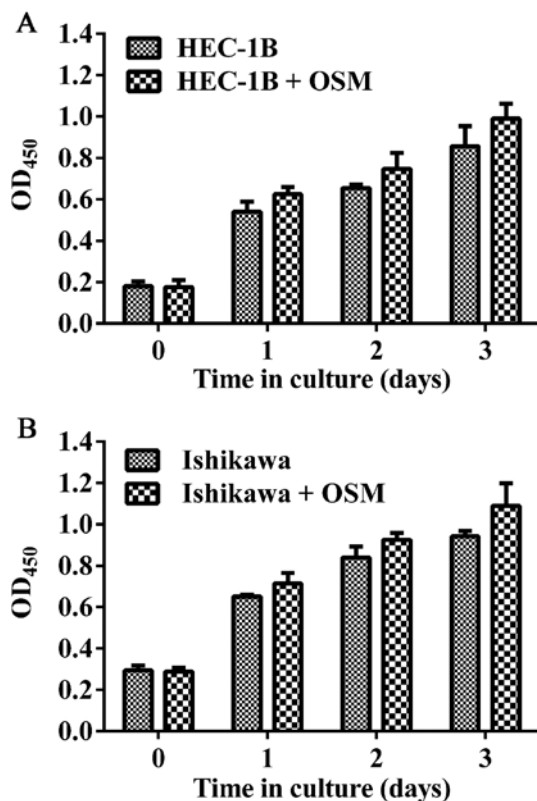 A
HEC-1B
HEC-1B + OSM
OD450
1.4
1.2
1.0
0.8
0.6
0.4
0.2
0.0
0 1 2 3
Time in culture (days)
B
Ishikawa
Ishikawa + OSM
OD450
1.4
1.2
1.0
0.8
0.6
0.4
0.2
0.0
0 1 2 3
Time in culture (days)